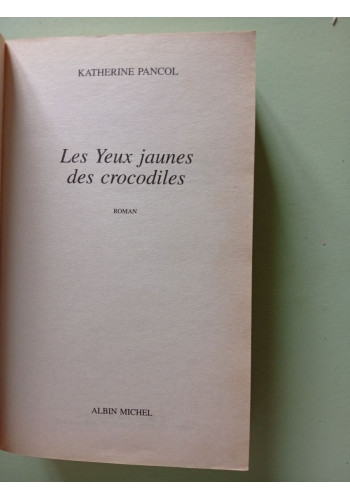 KATHERINE PANCOL
Les Yeux jaunes
des crocodiles
ROMAN
ALBIN MICHEL